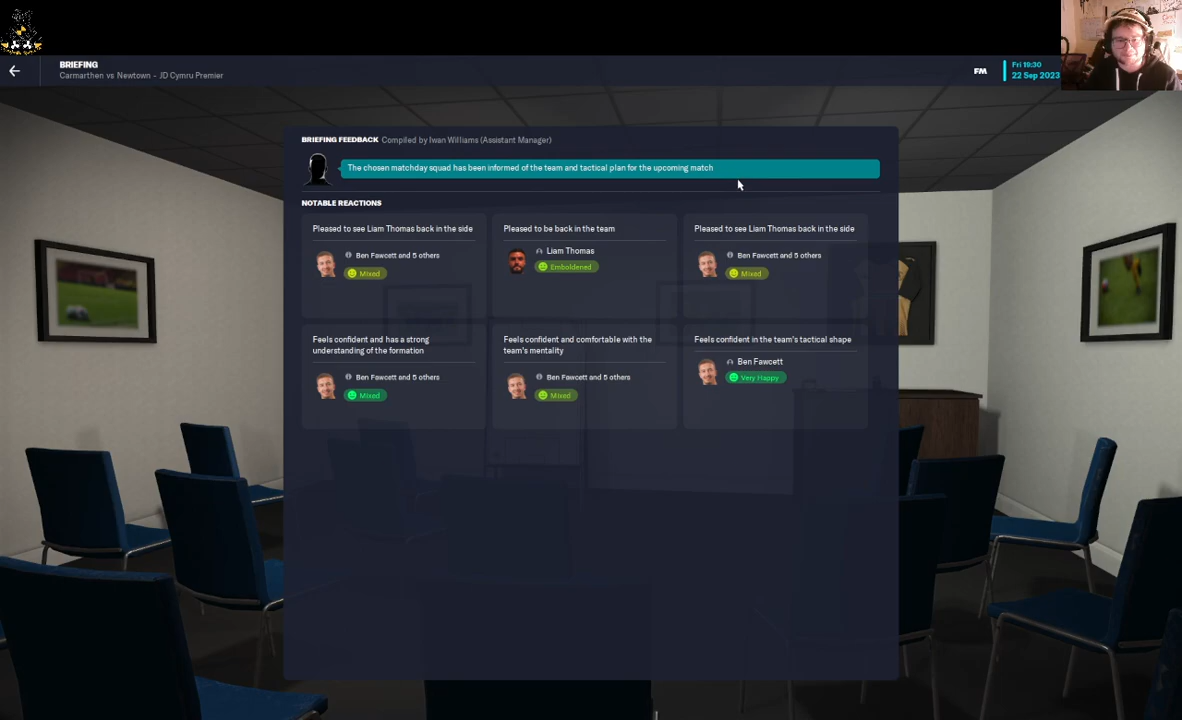 BRIEFING
Carmarthen vs Newtown - JD Cymru Premier
FM
Fri 19:30
22 Sep 2023
BRIEFING FEEDBACK Compiled by Iwan Williams (Assistant Manager)
The chosen matchday squad has been informed of the team and tactical plan for the upcoming match
NOTABLE REACTIONS
Pleased to see Liam Thomas back in the side
Ben Fawcett and 5 others
Mixed
Pleased to be back in the team
Liam Thomas
Emboldened
Pleased to see Liam Thomas back in the side
Ben Fawcett and 5 others
Mixed
Feels confident and has a strong
understanding of the formation
Ben Fawcett and 5 others
Mixed
Feels confident and comfortable with the
team's mentality
Ben Fawcett and 5 others
Mixed
Feels confident in the team's tactical shape
Ben Fawcett
Very Happy